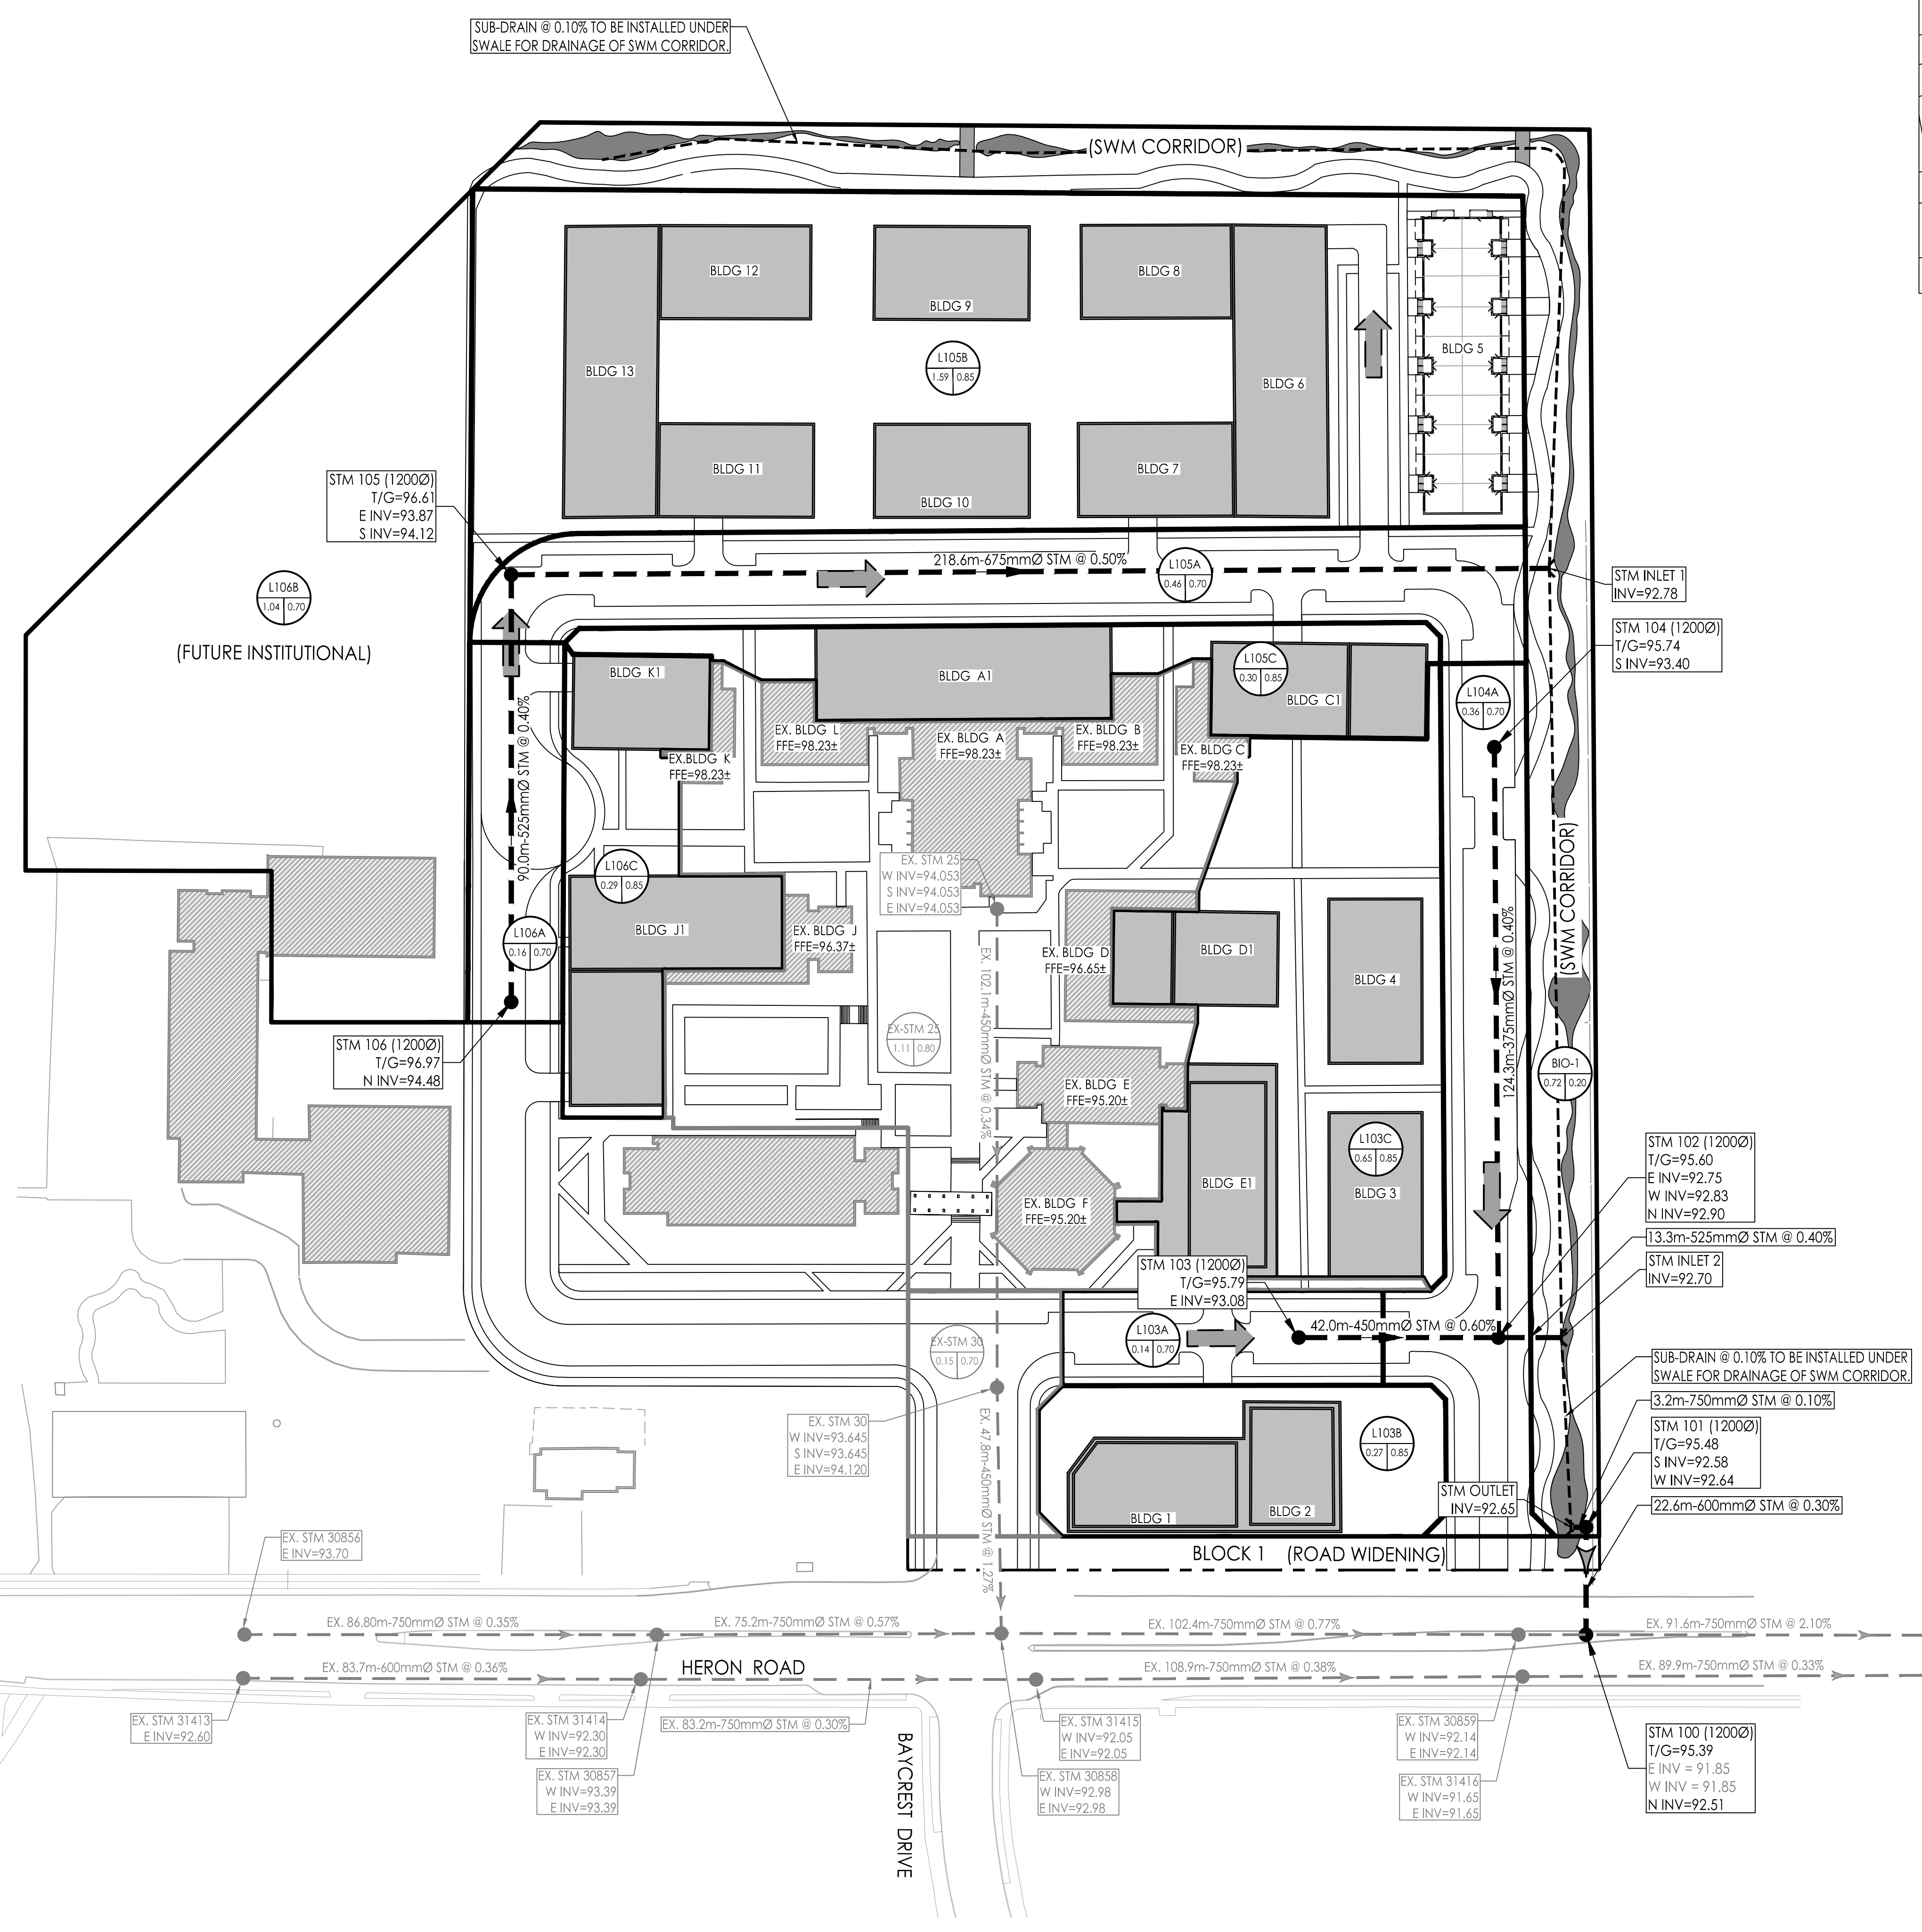 SUB-DRAIN @ 0.10% TO BE INSTALLED UNDER
SWALE FOR DRAINAGE OF SWM CORRIDOR.
(SWM CORRIDOR)
BLDG 12
BLDG 9
BLDG 8
BLDG 5
BLDG 13
L105B
1.59 0.85
BLDG 6
BLDG 11
BLDG 10
BLDG 7
STM 105 (1200Ø)
T/G=96.61
E INV=93.87
S INV=94.12
218.6m-675mmØ STM @ 0.50%
L105A
0.46 0.70
STM INLET 1
INV=92.78
L106B
1.04 0.70
(FUTURE INSTITUTIONAL)
STM 104 (1200Ø)
T/G=95.74
S INV=93.40
BLDG K1
BLDG A1
L105C
0.30 0.85
BLDG C1
L104A
0.36 0.70
90.0m-525mmØ STM @ 0.40%
EX. BLDG L
FFE=98.23±
EX. BLDG A
FFE=98.23±
EX. BLDG B
FFE=98.23±
EX. BLDG C
FFE=98.23±
EX.BLDG K
FFE=98.23±
(SWM CORRIDOR)
EX. STM 25
W INV=94.053
S INV=94.053
E INV=94.053
L106C
0.29 0.85
BLDG J1
EX. BLDG J
FFE=96.37±
L106A
0.16 0.70
EX. 102.1m-450mmØ STM @ 0.34%
EX. BLDG D
FFE=96.65±
BLDG D1
BLDG 4
124.3m-375mmØ STM @ 0.40%
STM 106 (1200Ø)
T/G=96.97
N INV=94.48
EX-STM 25
1.11 0.80
EX. BLDG E
FFE=95.20±
BIO-1
0.72 0.20
L103C
0.65 0.85
BLDG 3
BLDG E1
EX. BLDG F
FFE=95.20±
STM 102 (1200Ø)
T/G=95.60
E INV=92.75
W INV=92.83
N INV=92.90
13.3m-525mmØ STM @ 0.40%
STM INLET 2
INV=92.70
STM 103 (1200Ø)
T/G=95.79
E INV=93.08
42.0m-450mmØ STM @ 0.60%
L103A
0.14 0.70
EX-STM 30
0.15 0.70
SUB-DRAIN @ 0.10% TO BE INSTALLED UNDER
SWALE FOR DRAINAGE OF SWM CORRIDOR.
3.2m-750mmØ STM @ 0.10%
STM 101 (1200Ø)
T/G=95.48
S INV=92.58
W INV=92.64
22.6m-600mmØ STM @ 0.30%
EX. STM 30
W INV=93.645
S INV=93.645
E INV=94.120
EX. 47.8m-450mmØ STM @ 1.27%
L103B
0.27 0.85
BLDG 1
BLDG 2
STM OUTLET
INV=92.65
BLOCK 1 (ROAD WIDENING)
EX. STM 30856
E INV=93.70
EX. 86.80m-750mmØ STM @ 0.35%
EX. 75.2m-750mmØ STM @ 0.57%
EX. 102.4m-750mmØ STM @ 0.77%
EX. 91.6m-750mmØ STM @ 2.10%
EX. 83.7m-600mmØ STM @ 0.36%
HERON ROAD
EX. 108.9m-750mmØ STM @ 0.38%
EX. 89.9m-750mmØ STM @ 0.33%
EX. STM 31413
E INV=92.60
EX. STM 31414
W INV=92.30
E INV=92.30
EX. 83.2m-750mmØ STM @ 0.30%
EX. STM 31415
W INV=92.05
E INV=92.05
EX. STM 30859
W INV=92.14
E INV=92.14
STM 100 (1200Ø)
T/G=95.39
E INV = 91.85
W INV = 91.85
N INV=92.51
EX. STM 30857
W INV=93.39
E INV=93.39
EX. STM 30858
W INV=92.98
E INV=92.98
EX. STM 31416
W INV=91.65
E INV=91.65
BAYCREST DRIVE